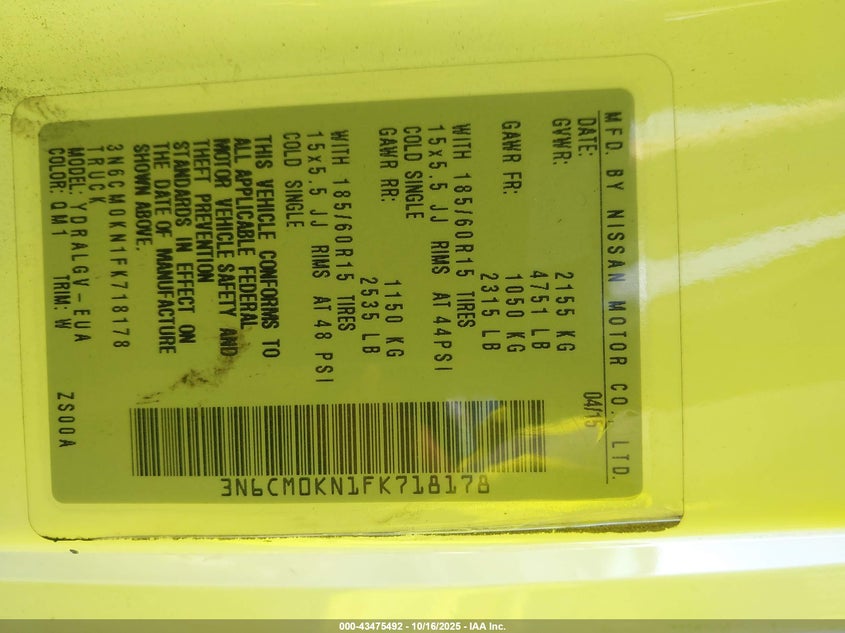 MFD. BY NISSAN MOTOR CO., LTD.
DATE: 04/15
GVWR: 2155 KG
4751 LB
GAWR FR: 1050 KG
2315 LB
WITH 185/60R15 TIRES
15x5.5 JJ RIMS AT 44PSI
COLD SINGLE
GAWR RR: 1150 KG
2535 LB
WITH 185/60R15 TIRES
15x5.5 JJ RIMS AT 48 PSI
COLD SINGLE
THIS VEHICLE CONFORMS TO
ALL APPLICABLE FEDERAL
MOTOR VEHICLE SAFETY AND
THEFT PREVENTION
STANDARDS IN EFFECT ON
THE DATE OF MANUFACTURE
SHOWN ABOVE.
3N6CM0KN1FK718178
TRUCK
MODEL: YDRALGV-EUA
COLOR: QM1 TRIM: W ZS00A
3N6CM0KN1FK718178
000-43475492 - 10/16/2025 - IAA Inc.